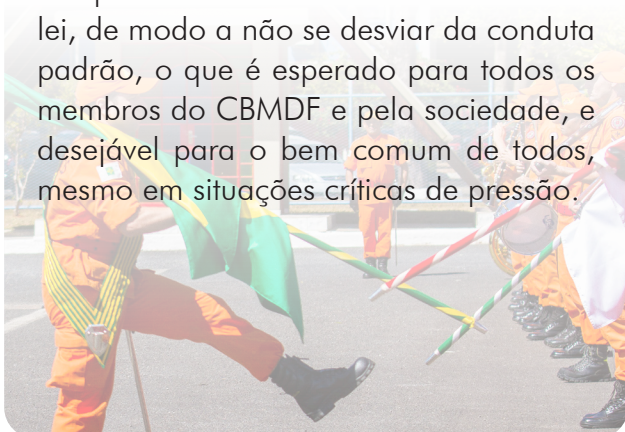 lei, de modo a não se desviar da conduta
padrão, o que é esperado para todos os
membros do CBMDF e pela sociedade, e
desejável para o bem comum de todos,
mesmo em situações críticas de pressão.